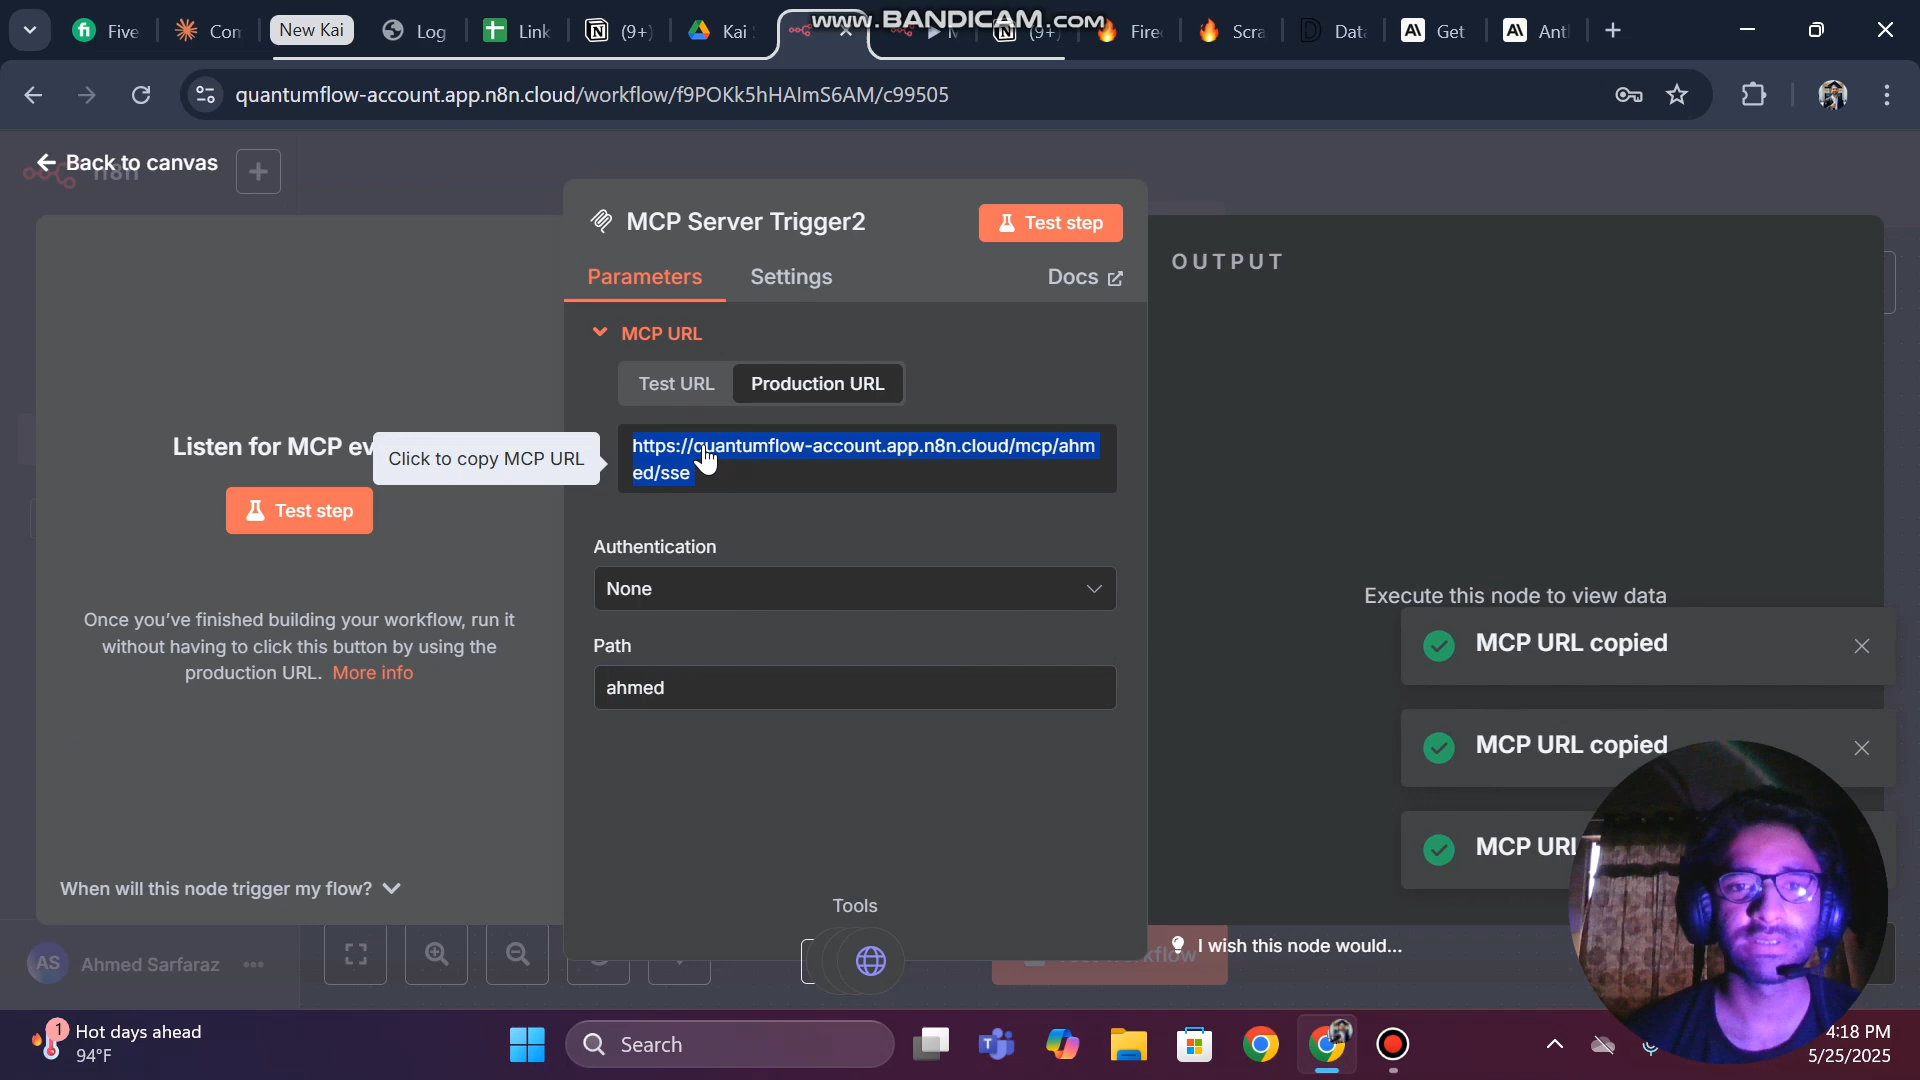 Five
Con
New Kai
Log
Link
(9+)
Kai
www.BANDICAM.com
(9+)
Fire
Scra
Data
Get
Ant
quantumflow-account.app.n8n.cloud/workflow/f9POKk5hHAImS6AM/c99505
Back to canvas
n8n
MCP Server Trigger2
Test step
Parameters
Settings
Docs
OUTPUT
MCP URL
Test URL
Production URL
https://quantumflow-account.app.n8n.cloud/mcp/ahm
ed/sse
Listen for MCP ev
Click to copy MCP URL
Test step
Authentication
None
Once you've finished building your workflow, run it
without having to click this button by using the
production URL. More info
Path
ahmed
Execute this node to view data
MCP URL copied
MCP URL copied
MCP URL
When will this node trigger my flow?
Tools
I wish this node would...
AS
Ahmed Sarfaraz
1
Hot days ahead
94°F
Search
4:18 PM
5/25/2025